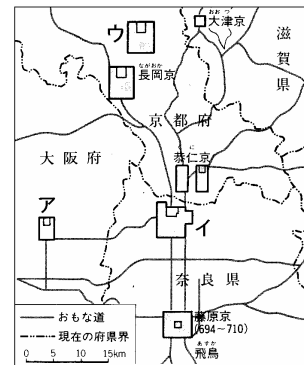 おおつ
大津京
滋賀県
ウ
ながおか
長岡京
京都府
に
恭仁京
大阪府
ア
イ
奈良県
藤原京
(694～710)
あすか
飛鳥
おもな道
現在の府県界
0 5 10 15km